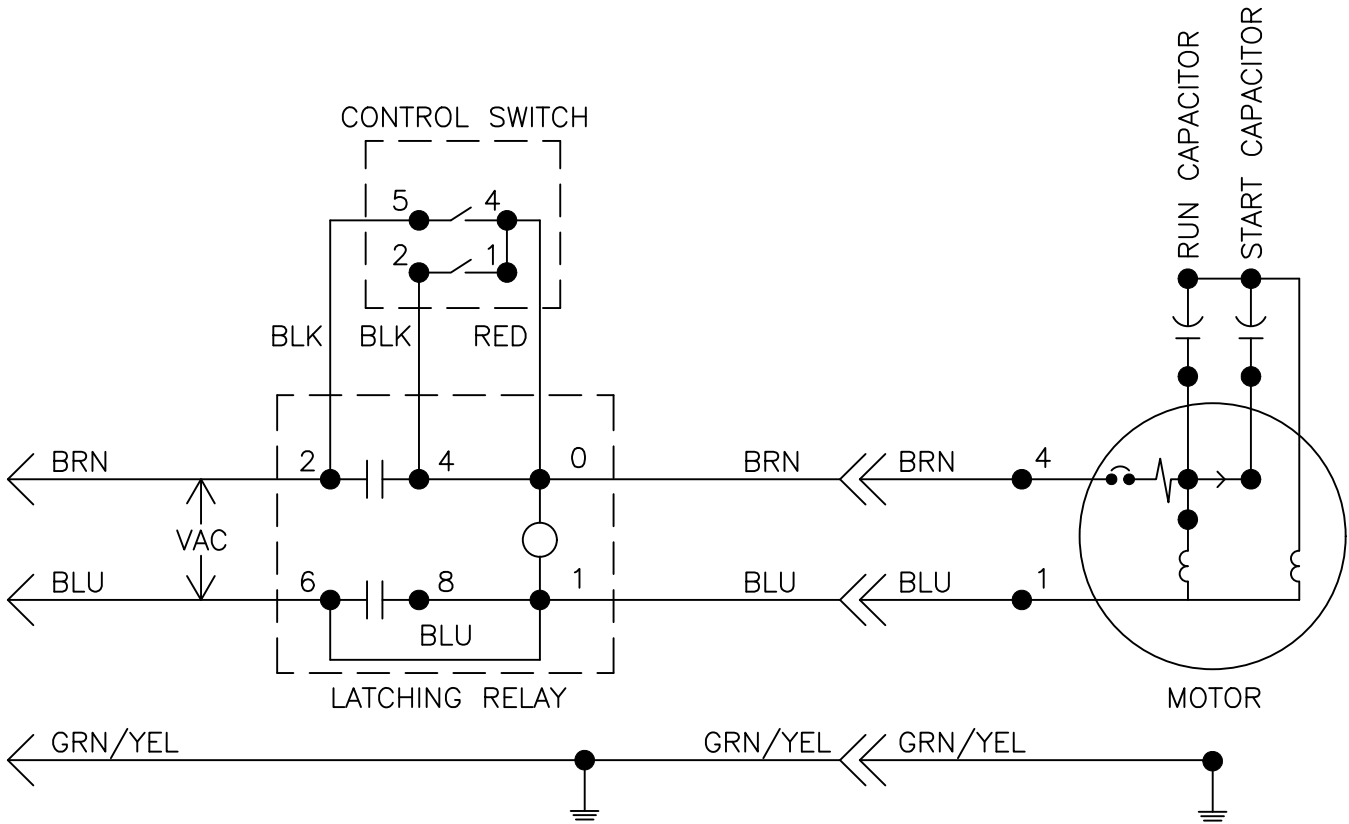 RUN CAPACITOR
START CAPACITOR
CONTROL SWITCH
5 4
2 1
BLK BLK RED
BRN 2 4 0 BRN BRN 4
VAC
BLU 6 8 1 BLU BLU 1
BLU
LATCHING RELAY
MOTOR
GRN/YEL GRN/YEL GRN/YEL